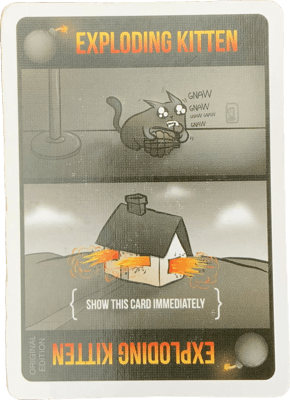 EXPLODING KITTEN
GNAW
GNAW
GNAW GNAW
GNAW
{ SHOW THIS CARD IMMEDIATELY }
EXPLODING KITTEN
ORIGINAL
EDITION